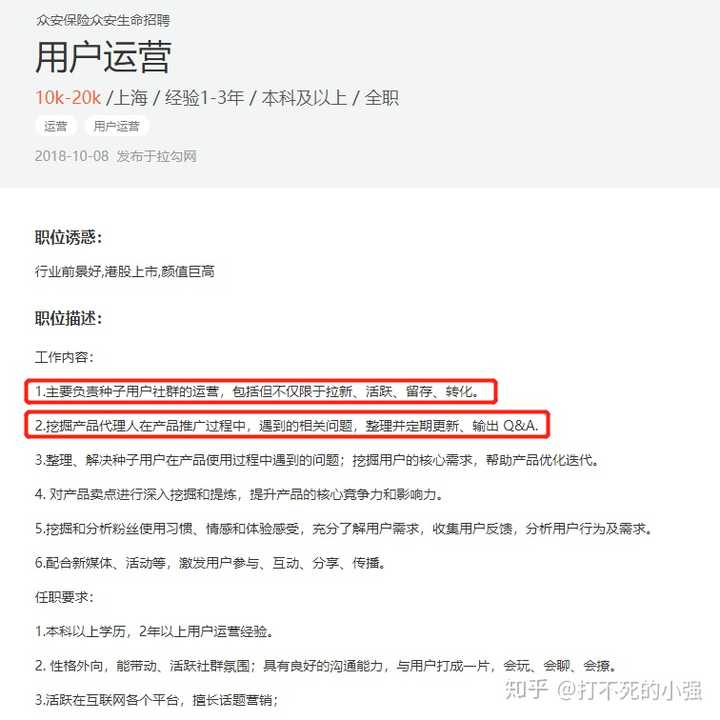 众安保险众安生命招聘
用户运营
10k-20k /上海 / 经验1-3年 / 本科及以上 / 全职
运营 用户运营
2018-10-08 发布于拉勾网
职位诱惑：
行业前景好,港股上市,颜值巨高
职位描述：
工作内容：
1.主要负责种子用户社群的运营，包括但不仅限于拉新、活跃、留存、转化。
2.挖掘产品代理人在产品推广过程中，遇到的相关问题，整理并定期更新、输出 Q&A.
3.整理、解决种子用户在产品使用过程中遇到的问题；挖掘用户的核心需求，帮助产品优化迭代。
4. 对产品卖点进行深入挖掘和提炼，提升产品的核心竞争力和影响力。
5.挖掘和分析粉丝使用习惯、情感和体验感受，充分了解用户需求，收集用户反馈，分析用户行为及需求。
6.配合新媒体、活动等，激发用户参与、互动、分享、传播。
任职要求：
1.本科以上学历，2年以上用户运营经验。
2. 性格外向，能带动、活跃社群氛围；具有良好的沟通能力，与用户打成一片，会玩、会聊、会撩。
3.活跃在互联网各个平台，擅长话题营销；
知乎 @打不死的小强